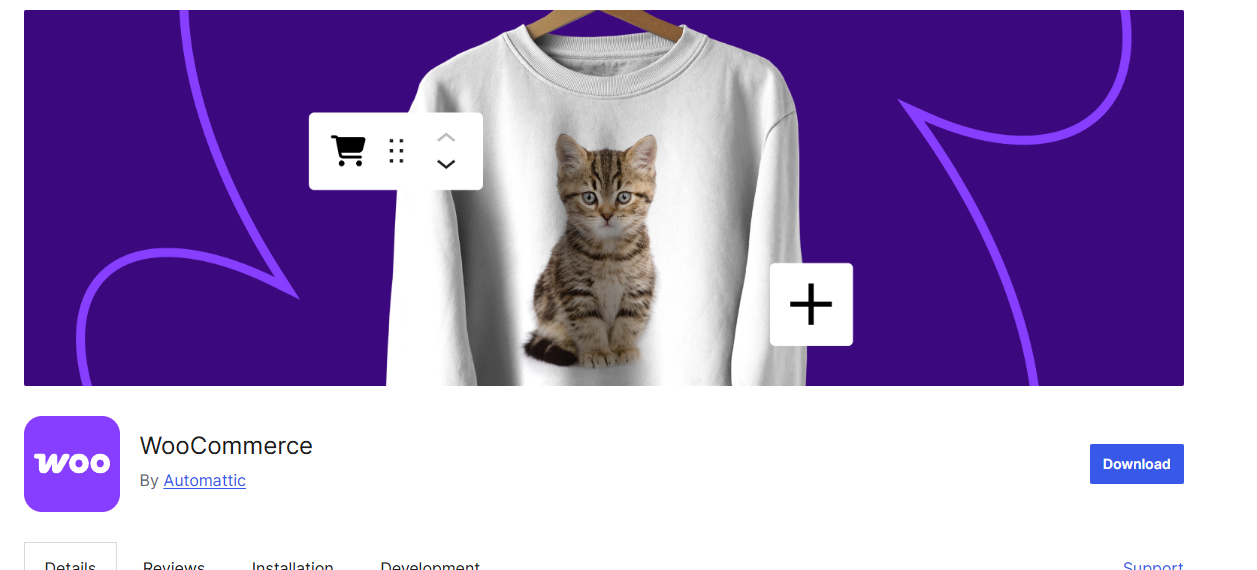 woo
WooCommerce
By Automattic
Download
Details
Reviews
Installation
Development
Support